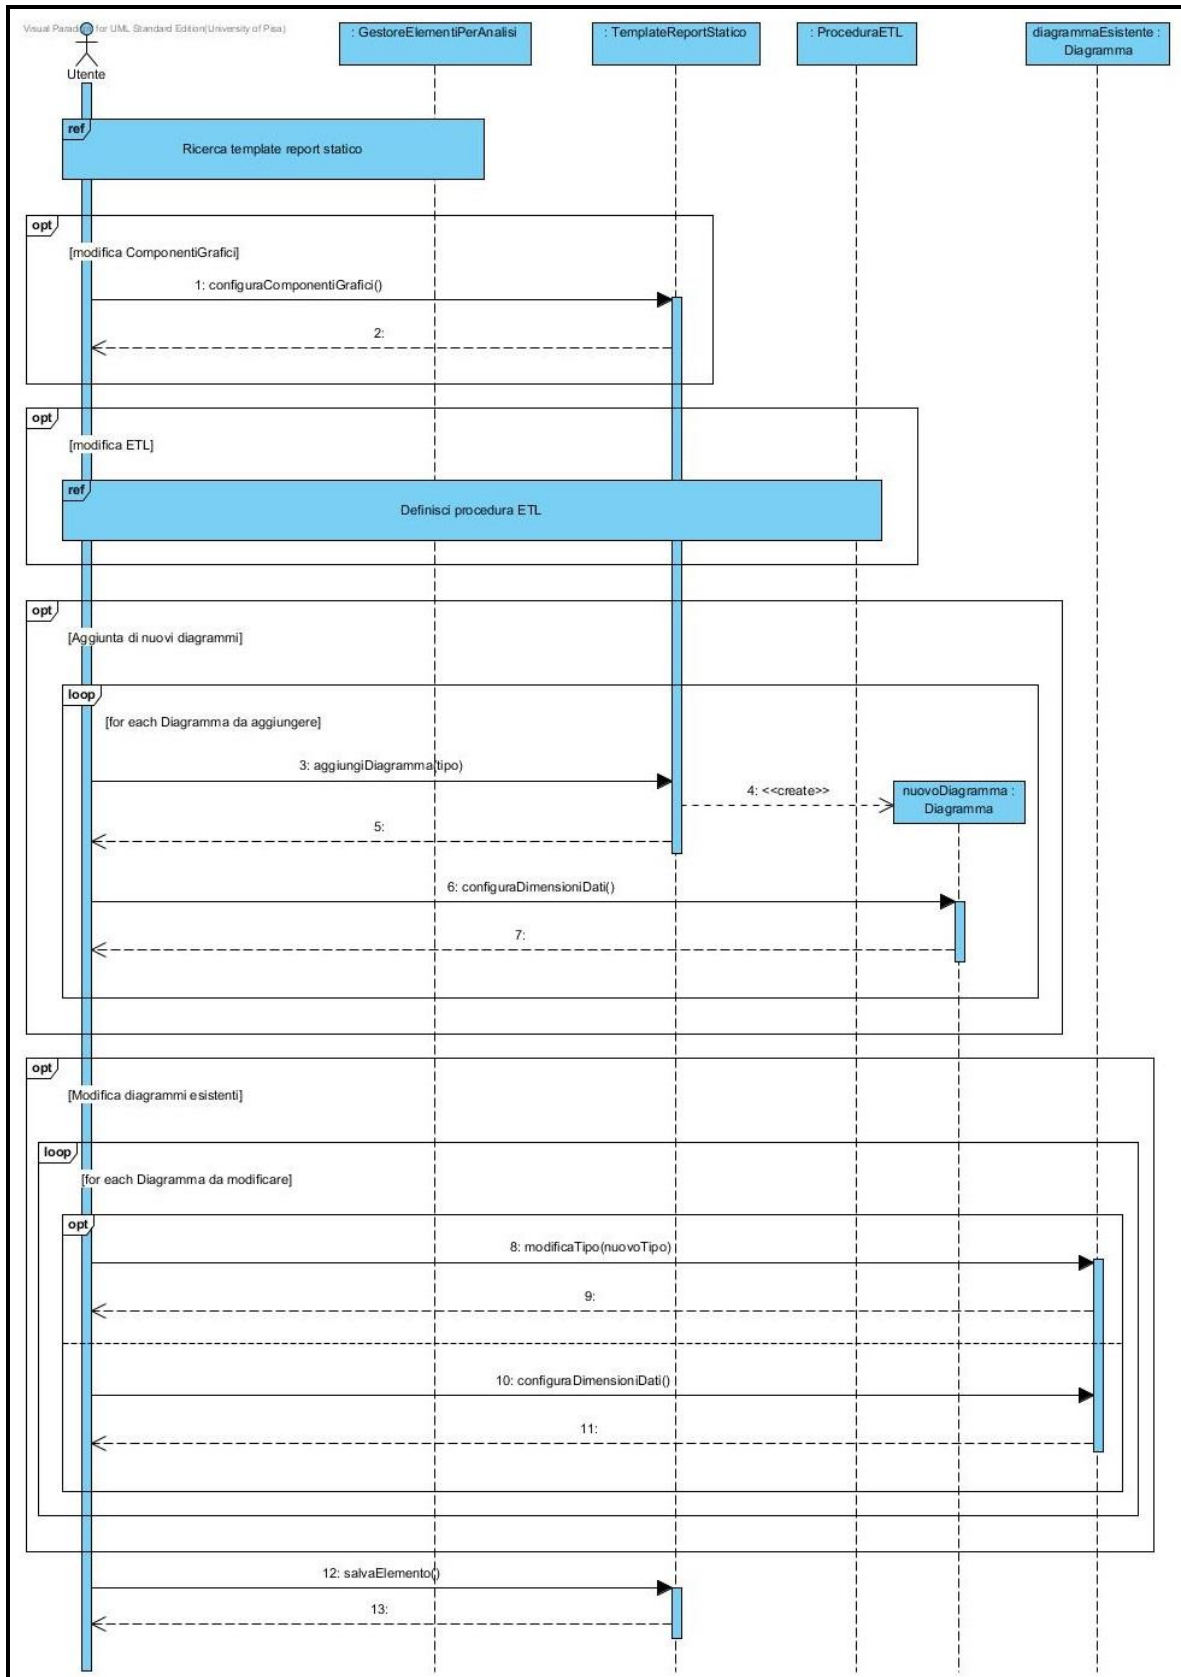 Visual Paradigm for UML Standard Edition(University of Pisa)
Utente
: GestoreElementiPerAnalisi
: TemplateReportStatico
: ProceduraETL
diagrammaEsistente :
Diagramma
ref
Ricerca template report statico
opt
[modifica ComponentiGrafici]
1: configuraComponentiGrafici()
2:
opt
[modifica ETL]
ref
Definisci procedura ETL
opt
[Aggiunta di nuovi diagrammi]
loop
[for each Diagramma da aggiungere]
3: aggiungiDiagramma(tipo)
4: <<create>>
nuovoDiagramma :
Diagramma
5:
6: configuraDimensioniDati()
7:
opt
[Modifica diagrammi esistenti]
loop
[for each Diagramma da modificare]
opt
8: modificaTipo(nuovoTipo)
9:
10: configuraDimensioniDati()
11:
12: salvaElemento()
13: